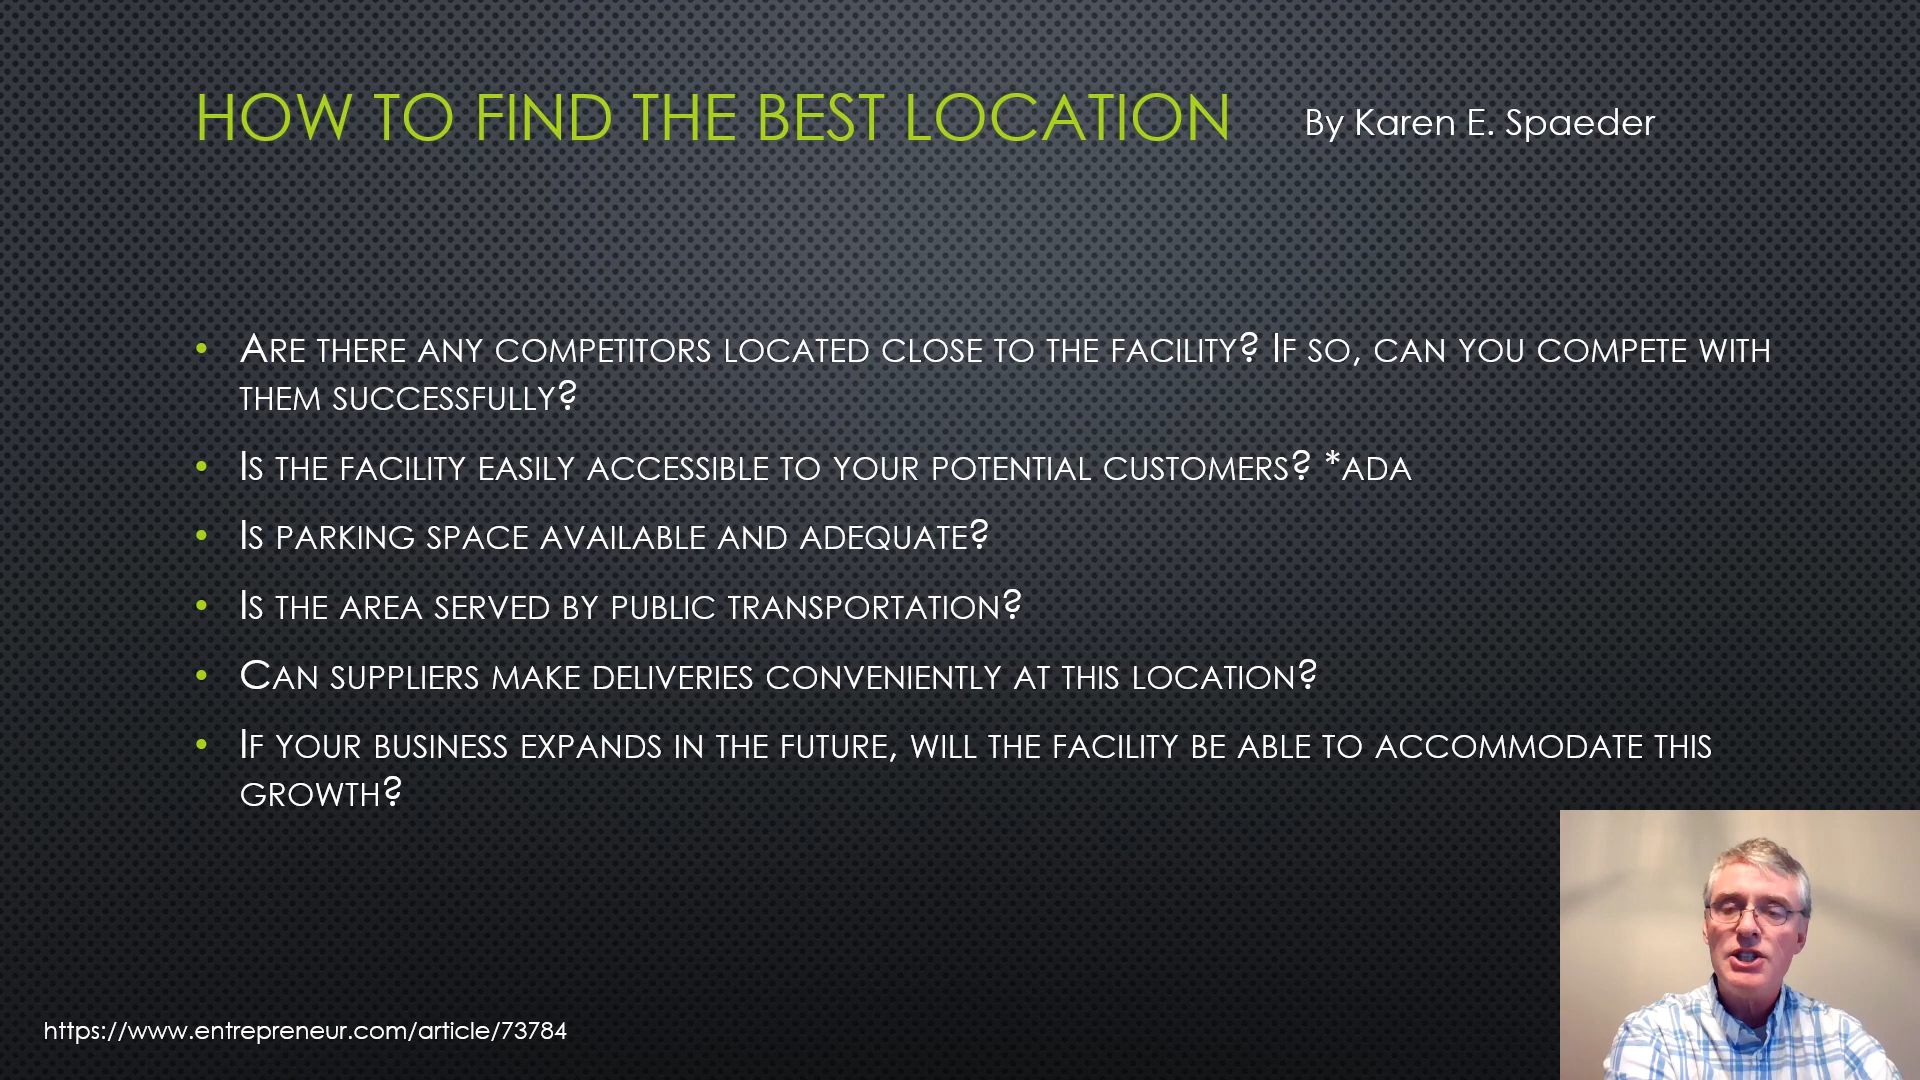 HOW TO FIND THE BEST LOCATION By Karen E. Spaeder
• ARE THERE ANY COMPETITORS LOCATED CLOSE TO THE FACILITY? IF SO, CAN YOU COMPETE WITH
THEM SUCCESSFULLY?
• IS THE FACILITY EASILY ACCESSIBLE TO YOUR POTENTIAL CUSTOMERS? *ADA
• IS PARKING SPACE AVAILABLE AND ADEQUATE?
• IS THE AREA SERVED BY PUBLIC TRANSPORTATION?
• CAN SUPPLIERS MAKE DELIVERIES CONVENIENTLY AT THIS LOCATION?
• IF YOUR BUSINESS EXPANDS IN THE FUTURE, WILL THE FACILITY BE ABLE TO ACCOMMODATE THIS
GROWTH?
https://www.entrepreneur.com/article/73784